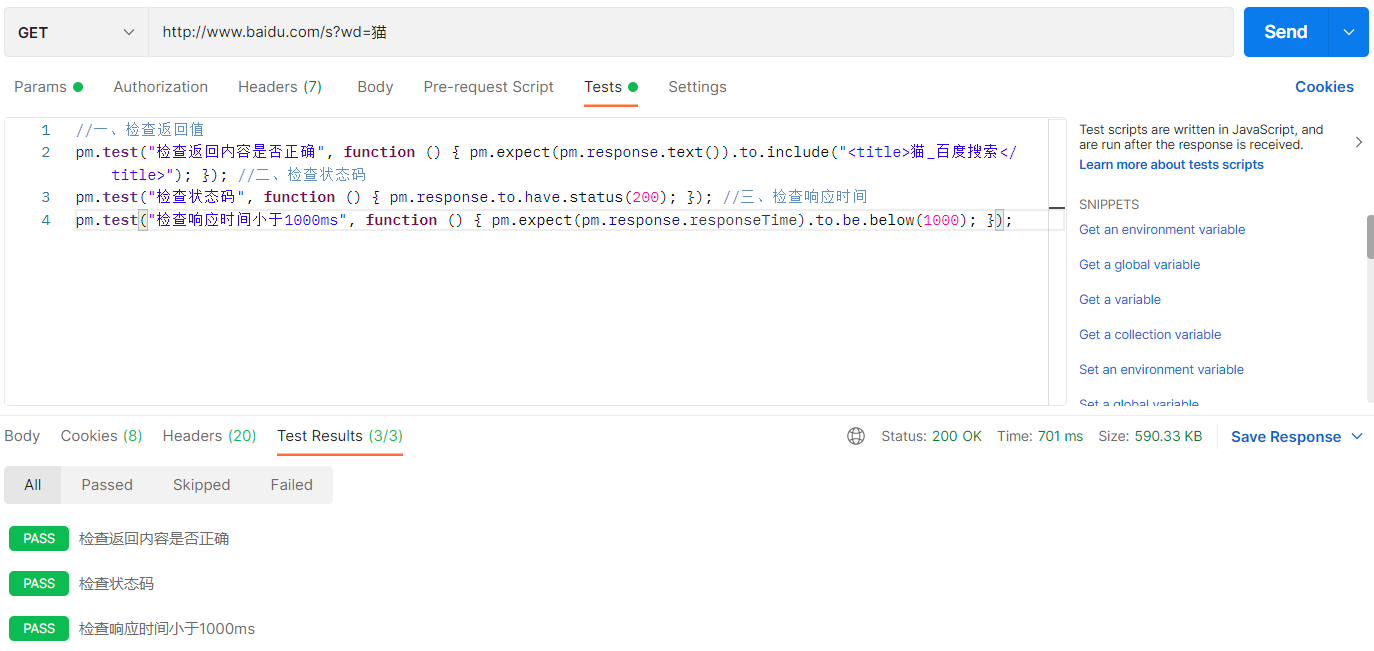 GET http://www.baidu.com/s?wd=猫 Send
Params Authorization Headers (7) Body Pre-request Script Tests Settings Cookies
1 //一、检查返回值
2 pm.test("检查返回内容是否正确", function () { pm.expect(pm.response.text()).to.include("<title>猫_百度搜索</
title>"); }); //二、检查状态码
3 pm.test("检查状态码", function () { pm.response.to.have.status(200); }); //三、检查响应时间
4 pm.test("检查响应时间小于1000ms", function () { pm.expect(pm.response.responseTime).to.be.below(1000); });
Test scripts are written in JavaScript, and
are run after the response is received.
Learn more about tests scripts
SNIPPETS
Get an environment variable
Get a global variable
Get a variable
Get a collection variable
Set an environment variable
Set a global variable
Body Cookies (8) Headers (20) Test Results (3/3) Status: 200 OK Time: 701 ms Size: 590.33 KB Save Response
All Passed Skipped Failed
PASS 检查返回内容是否正确
PASS 检查状态码
PASS 检查响应时间小于1000ms